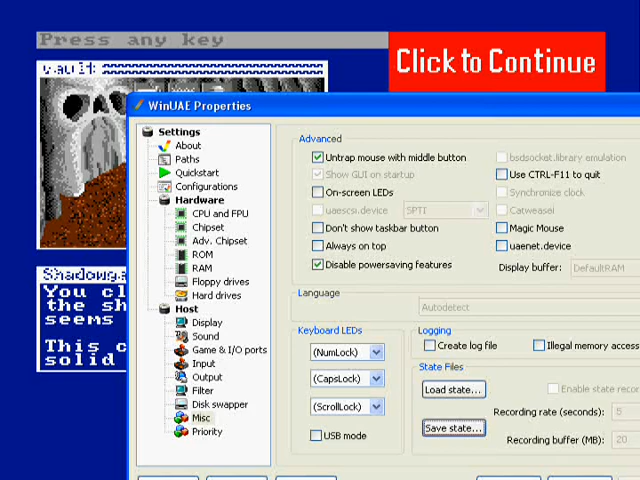 Press any key
Click to Continue
vault
WinUAE Properties
Settings
About
Paths
Quickstart
Configurations
Hardware
CPU and FPU
Chipset
Adv. Chipset
ROM
RAM
Floppy drives
Hard drives
Host
Display
Sound
Game & I/O ports
Input
Output
Filter
Disk swapper
Misc
Priority
Advanced
Untrap mouse with middle button
bsdsocket.library emulation
Show GUI on startup
Use CTRL-F11 to quit
On-screen LEDs
Synchronize clock
uaescsi.device
SPTI
Catweasel
Don't show taskbar button
Magic Mouse
Always on top
uaenet.device
Disable powersaving features
Display buffer:
DefaultRAM
Language
Autodetect
Keyboard LEDs
(NumLock)
(CapsLock)
(ScrollLock)
USB mode
Logging
Create log file
Illegal memory access
State Files
Load state...
Enable state recor
Recording rate (seconds):
5
Save state...
Recording buffer (MB):
20
Shadowga
You cl
the sh
seems
This c
solid